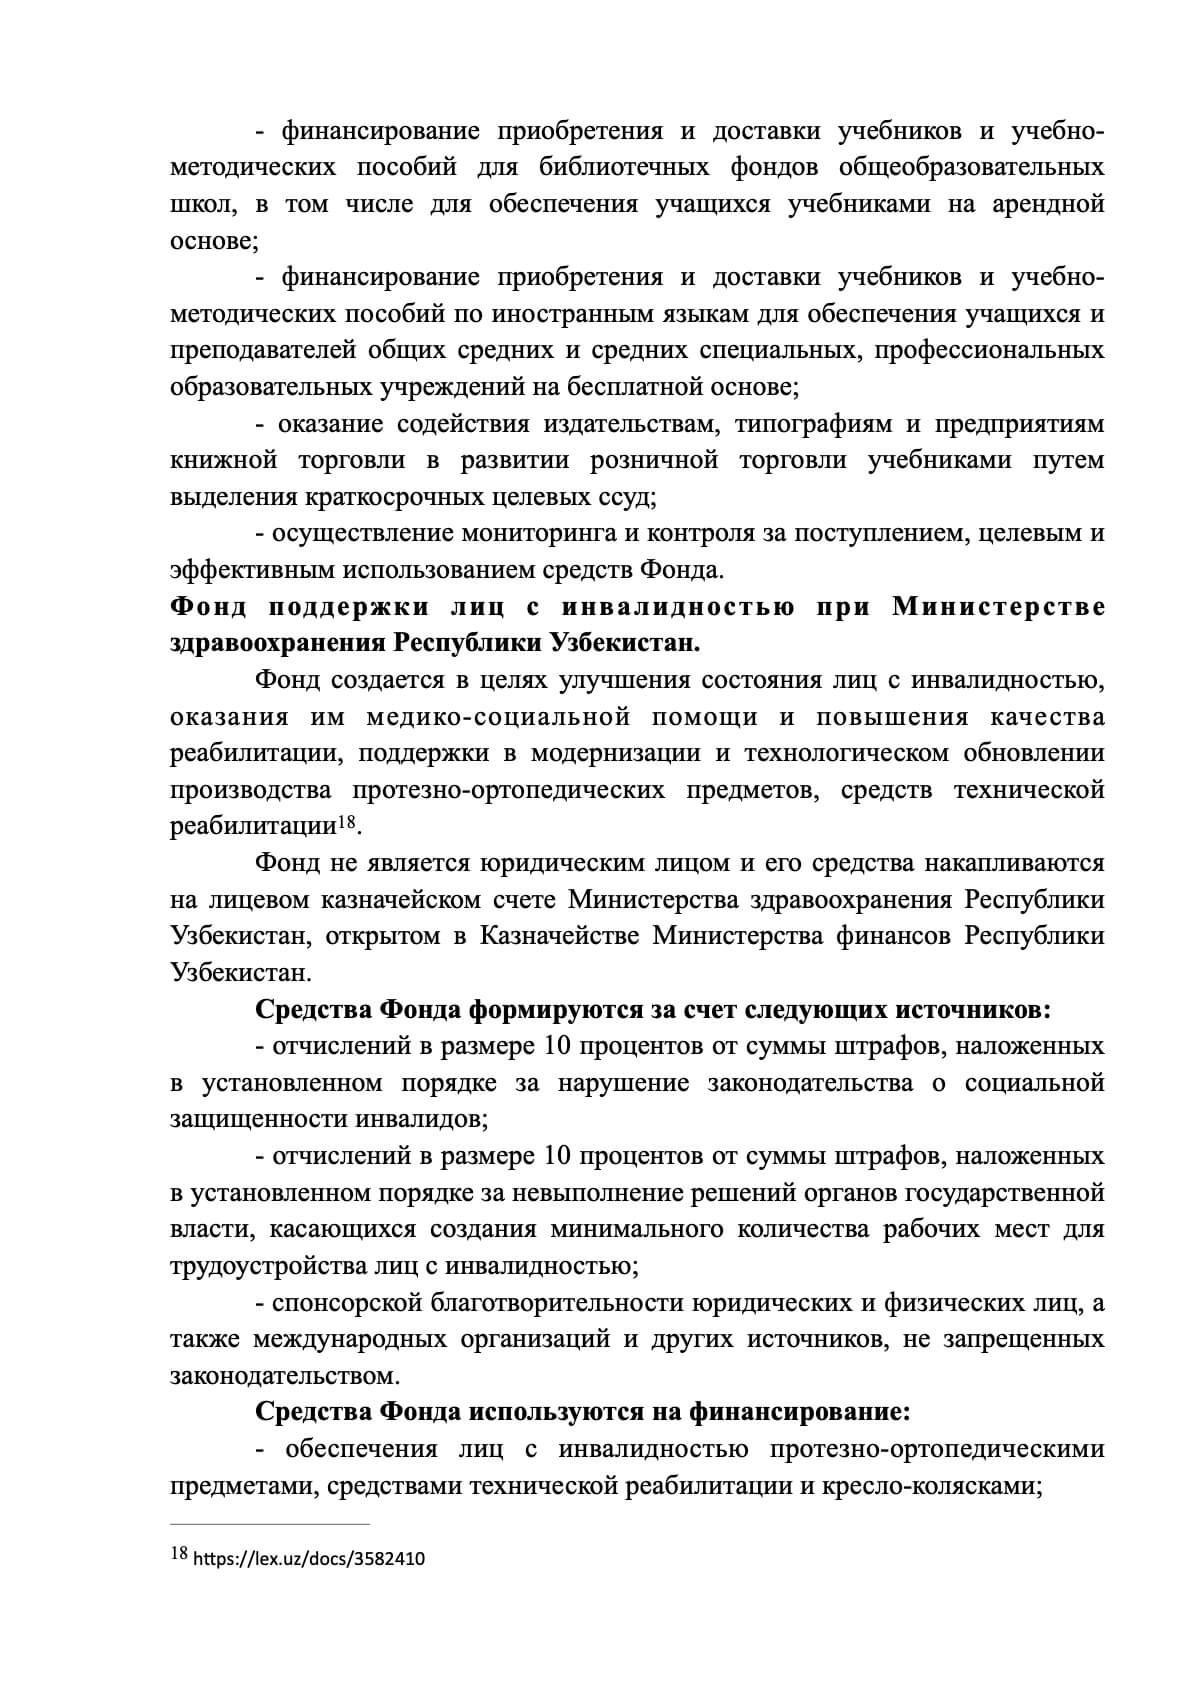 - финансирование приобретения и доставки учебников и учебно-
методических пособий для библиотечных фондов общеобразовательных
школ, в том числе для обеспечения учащихся учебниками на арендной
основе;
- финансирование приобретения и доставки учебников и учебно-
методических пособий по иностранным языкам для обеспечения учащихся и
преподавателей общих средних и средних специальных, профессиональных
образовательных учреждений на бесплатной основе;
- оказание содействия издательствам, типографиям и предприятиям
книжной торговли в развитии розничной торговли учебниками путем
выделения краткосрочных целевых ссуд;
- осуществление мониторинга и контроля за поступлением, целевым и
эффективным использованием средств Фонда.
Фонд поддержки лиц с инвалидностью при Министерстве
здравоохранения Республики Узбекистан.
Фонд создается в целях улучшения состояния лиц с инвалидностью,
оказания им медико-социальной помощи и повышения качества
реабилитации, поддержки в модернизации и технологическом обновлении
производства протезно-ортопедических предметов, средств технической
реабилитации18.
Фонд не является юридическим лицом и его средства накапливаются
на лицевом казначейском счете Министерства здравоохранения Республики
Узбекистан, открытом в Казначействе Министерства финансов Республики
Узбекистан.
Средства Фонда формируются за счет следующих источников:
- отчислений в размере 10 процентов от суммы штрафов, наложенных
в установленном порядке за нарушение законодательства о социальной
защищенности инвалидов;
- отчислений в размере 10 процентов от суммы штрафов, наложенных
в установленном порядке за невыполнение решений органов государственной
власти, касающихся создания минимального количества рабочих мест для
трудоустройства лиц с инвалидностью;
- спонсорской благотворительности юридических и физических лиц, а
также международных организаций и других источников, не запрещенных
законодательством.
Средства Фонда используются на финансирование:
- обеспечения лиц с инвалидностью протезно-ортопедическими
предметами, средствами технической реабилитации и кресло-колясками;
18 https://lex.uz/docs/3582410